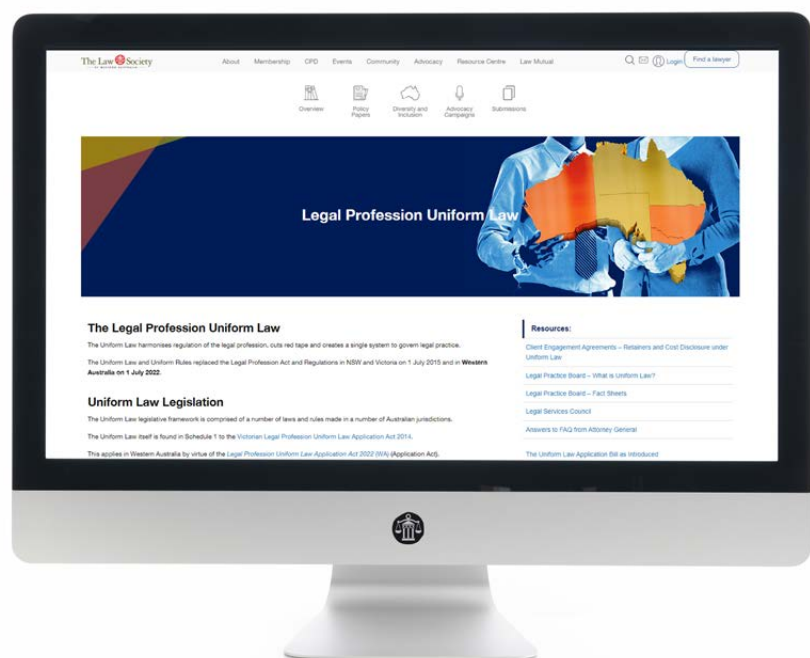 The Law Society
OF WESTERN AUSTRALIA
About Membership CPD Events Community Advocacy Resource Centre Law Mutual Login Find a lawyer
Overview
Policy
Papers
Diversity and
Inclusion
Advocacy
Campaigns
Submissions
Legal Profession Uniform Law
The Legal Profession Uniform Law
The Uniform Law harmonises regulation of the legal profession, cuts red tape and creates a single system to govern legal practice.
The Uniform Law and Uniform Rules replaced the Legal Profession Act and Regulations in NSW and Victoria on 1 July 2015 and in Western
Australia on 1 July 2022.
Uniform Law Legislation
The Uniform Law legislative framework is comprised of a number of laws and rules made in a number of Australian jurisdictions.
The Uniform Law itself is found in Schedule 1 to the Victorian Legal Profession Uniform Law Application Act 2014.
This applies in Western Australia by virtue of the Legal Profession Uniform Law Application Act 2022 (WA) (Application Act).
Resources:
Client Engagement Agreements – Retainers and Cost Disclosure under
Uniform Law
Legal Practice Board – What is Uniform Law?
Legal Practice Board – Fact Sheets
Legal Services Council
Answers to FAQ from Attorney General
The Uniform Law Application Bill as Introduced